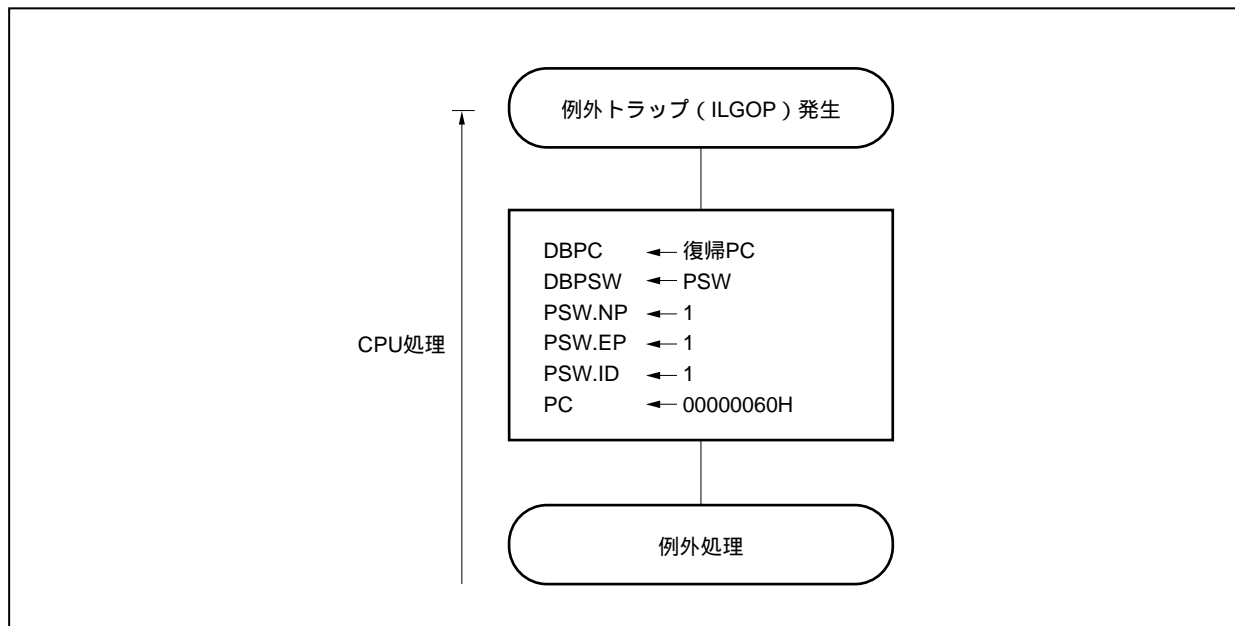 例外トラップ（ILGOP）発生
DBPC ← 復帰PC
DBPSW ← PSW
PSW.NP ← 1
PSW.EP ← 1
CPU処理
PSW.ID ← 1
PC ← 00000060H
例外処理